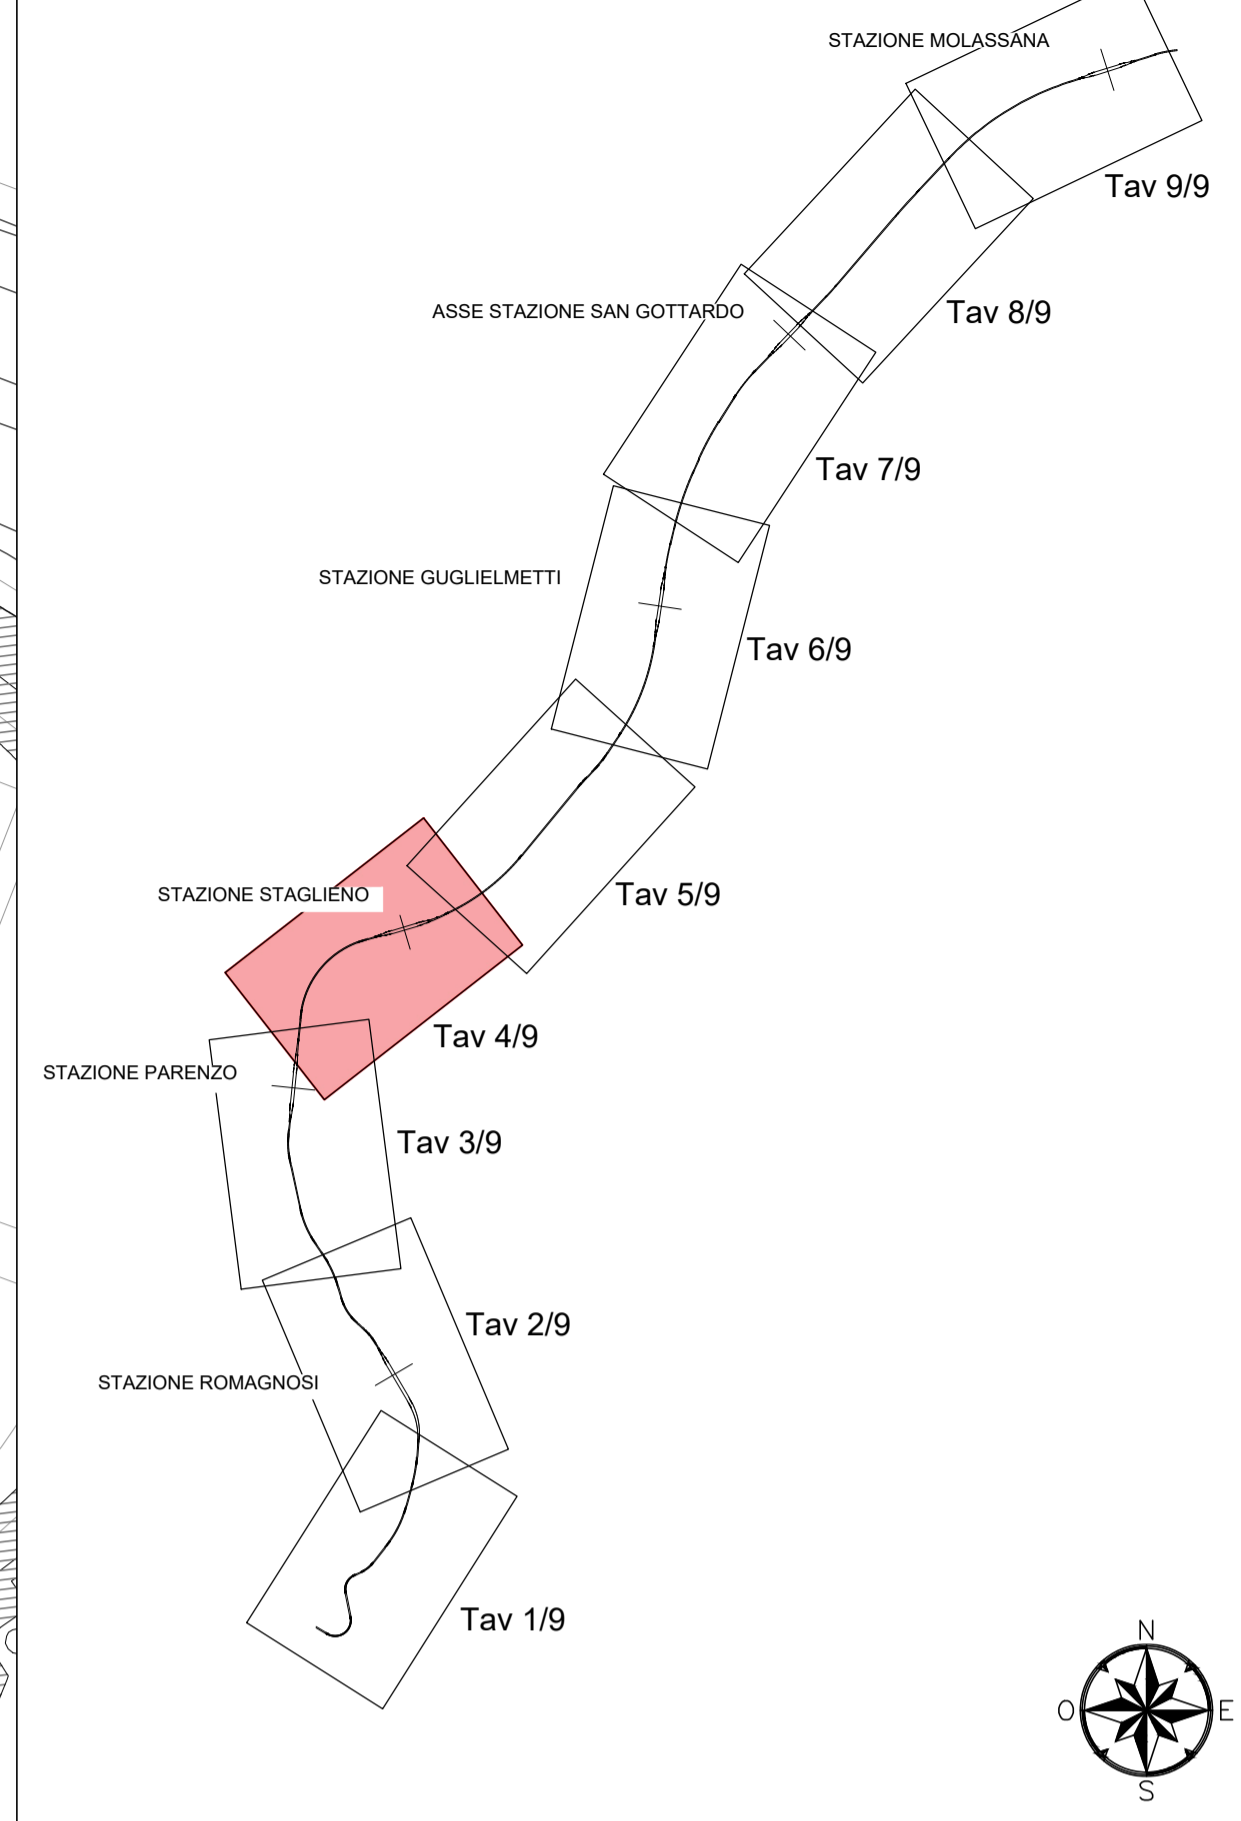 STAZIONE MOLASSANA
Tav 9/9
ASSE STAZIONE SAN GOTTARDO
Tav 8/9
Tav 7/9
STAZIONE GUGLIELMETTI
Tav 6/9
STAZIONE STAGLIENO
Tav 5/9
Tav 4/9
STAZIONE PARENZO
Tav 3/9
Tav 2/9
STAZIONE ROMAGNOSI
Tav 1/9
N
O
E
S